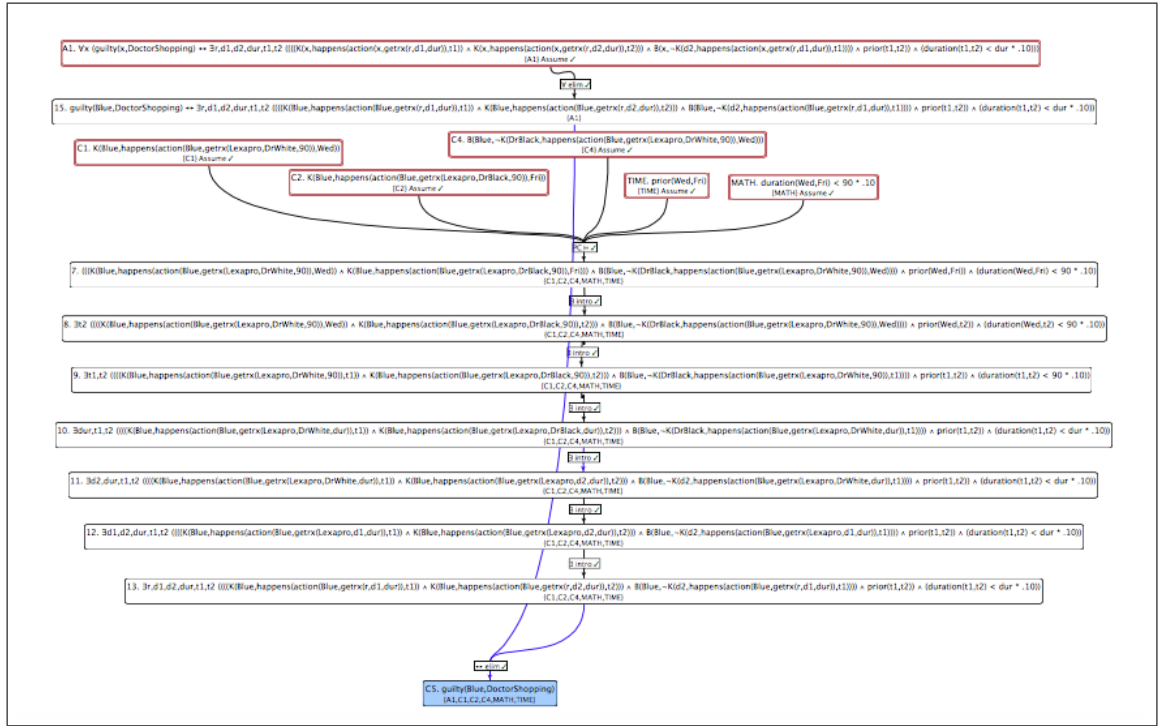 A1. ∀x (guilty(x,DoctorShopping) ↔ ∃r,d1,d2,dur,t1,t2 ((((K(x,happens(action(x,getrx(r,d1,dur)),t1)) ∧ K(x,happens(action(x,getrx(r,d2,dur)),t2))) ∧ B(x,¬K(d2,happens(action(x,getrx(r,d1,dur)),t1)))) ∧ prior(t1,t2)) ∧ (duration(t1,t2) < dur * .10)))
{A1} Assume ✓
∀ elim ✓
15. guilty(Blue,DoctorShopping) ↔ ∃r,d1,d2,dur,t1,t2 ((((K(Blue,happens(action(Blue,getrx(r,d1,dur)),t1)) ∧ K(Blue,happens(action(Blue,getrx(r,d2,dur)),t2))) ∧ B(Blue,¬K(d2,happens(action(Blue,getrx(r,d1,dur)),t1)))) ∧ prior(t1,t2)) ∧ (duration(t1,t2) < dur * .10))
{A1}
C4. B(Blue,¬K(DrBlack,happens(action(Blue,getrx(Lexapro,DrWhite,90)),Wed)))
{C4} Assume ✓
C1. K(Blue,happens(action(Blue,getrx(Lexapro,DrWhite,90)),Wed))
{C1} Assume ✓
C2. K(Blue,happens(action(Blue,getrx(Lexapro,DrBlack,90)),Fri))
{C2} Assume ✓
TIME. prior(Wed,Fri)
{TIME} Assume ✓
MATH. duration(Wed,Fri) < 90 * .10
{MATH} Assume ✓
PC ⊢ ✓
7. ((((K(Blue,happens(action(Blue,getrx(Lexapro,DrWhite,90)),Wed)) ∧ K(Blue,happens(action(Blue,getrx(Lexapro,DrBlack,90)),Fri))) ∧ B(Blue,¬K(DrBlack,happens(action(Blue,getrx(Lexapro,DrWhite,90)),Wed)))) ∧ prior(Wed,Fri)) ∧ (duration(Wed,Fri) < 90 * .10)
{C1,C2,C4,MATH,TIME}
∃ intro ✓
8. ∃t2 ((((K(Blue,happens(action(Blue,getrx(Lexapro,DrWhite,90)),Wed)) ∧ K(Blue,happens(action(Blue,getrx(Lexapro,DrBlack,90)),t2))) ∧ B(Blue,¬K(DrBlack,happens(action(Blue,getrx(Lexapro,DrWhite,90)),Wed)))) ∧ prior(Wed,t2)) ∧ (duration(Wed,t2) < 90 * .10))
{C1,C2,C4,MATH,TIME}
∃ intro ✓
9. ∃t1,t2 ((((K(Blue,happens(action(Blue,getrx(Lexapro,DrWhite,90)),t1)) ∧ K(Blue,happens(action(Blue,getrx(Lexapro,DrBlack,90)),t2))) ∧ B(Blue,¬K(DrBlack,happens(action(Blue,getrx(Lexapro,DrWhite,90)),t1)))) ∧ prior(t1,t2)) ∧ (duration(t1,t2) < 90 * .10))
{C1,C2,C4,MATH,TIME}
∃ intro ✓
10. ∃dur,t1,t2 ((((K(Blue,happens(action(Blue,getrx(Lexapro,DrWhite,dur)),t1)) ∧ K(Blue,happens(action(Blue,getrx(Lexapro,DrBlack,dur)),t2))) ∧ B(Blue,¬K(DrBlack,happens(action(Blue,getrx(Lexapro,DrWhite,dur)),t1)))) ∧ prior(t1,t2)) ∧ (duration(t1,t2) < dur * .10))
{C1,C2,C4,MATH,TIME}
∃ intro ✓
11. ∃d2,dur,t1,t2 ((((K(Blue,happens(action(Blue,getrx(Lexapro,DrWhite,dur)),t1)) ∧ K(Blue,happens(action(Blue,getrx(Lexapro,d2,dur)),t2))) ∧ B(Blue,¬K(d2,happens(action(Blue,getrx(Lexapro,DrWhite,dur)),t1)))) ∧ prior(t1,t2)) ∧ (duration(t1,t2) < dur * .10))
{C1,C2,C4,MATH,TIME}
∃ intro ✓
12. ∃d1,d2,dur,t1,t2 ((((K(Blue,happens(action(Blue,getrx(Lexapro,d1,dur)),t1)) ∧ K(Blue,happens(action(Blue,getrx(Lexapro,d2,dur)),t2))) ∧ B(Blue,¬K(d2,happens(action(Blue,getrx(Lexapro,d1,dur)),t1)))) ∧ prior(t1,t2)) ∧ (duration(t1,t2) < dur * .10))
{C1,C2,C4,MATH,TIME}
∃ intro ✓
13. ∃r,d1,d2,dur,t1,t2 ((((K(Blue,happens(action(Blue,getrx(r,d1,dur)),t1)) ∧ K(Blue,happens(action(Blue,getrx(r,d2,dur)),t2))) ∧ B(Blue,¬K(d2,happens(action(Blue,getrx(r,d1,dur)),t1)))) ∧ prior(t1,t2)) ∧ (duration(t1,t2) < dur * .10))
{C1,C2,C4,MATH,TIME}
↔ elim ✓
C5. guilty(Blue,DoctorShopping)
{A1,C1,C2,C4,MATH,TIME}